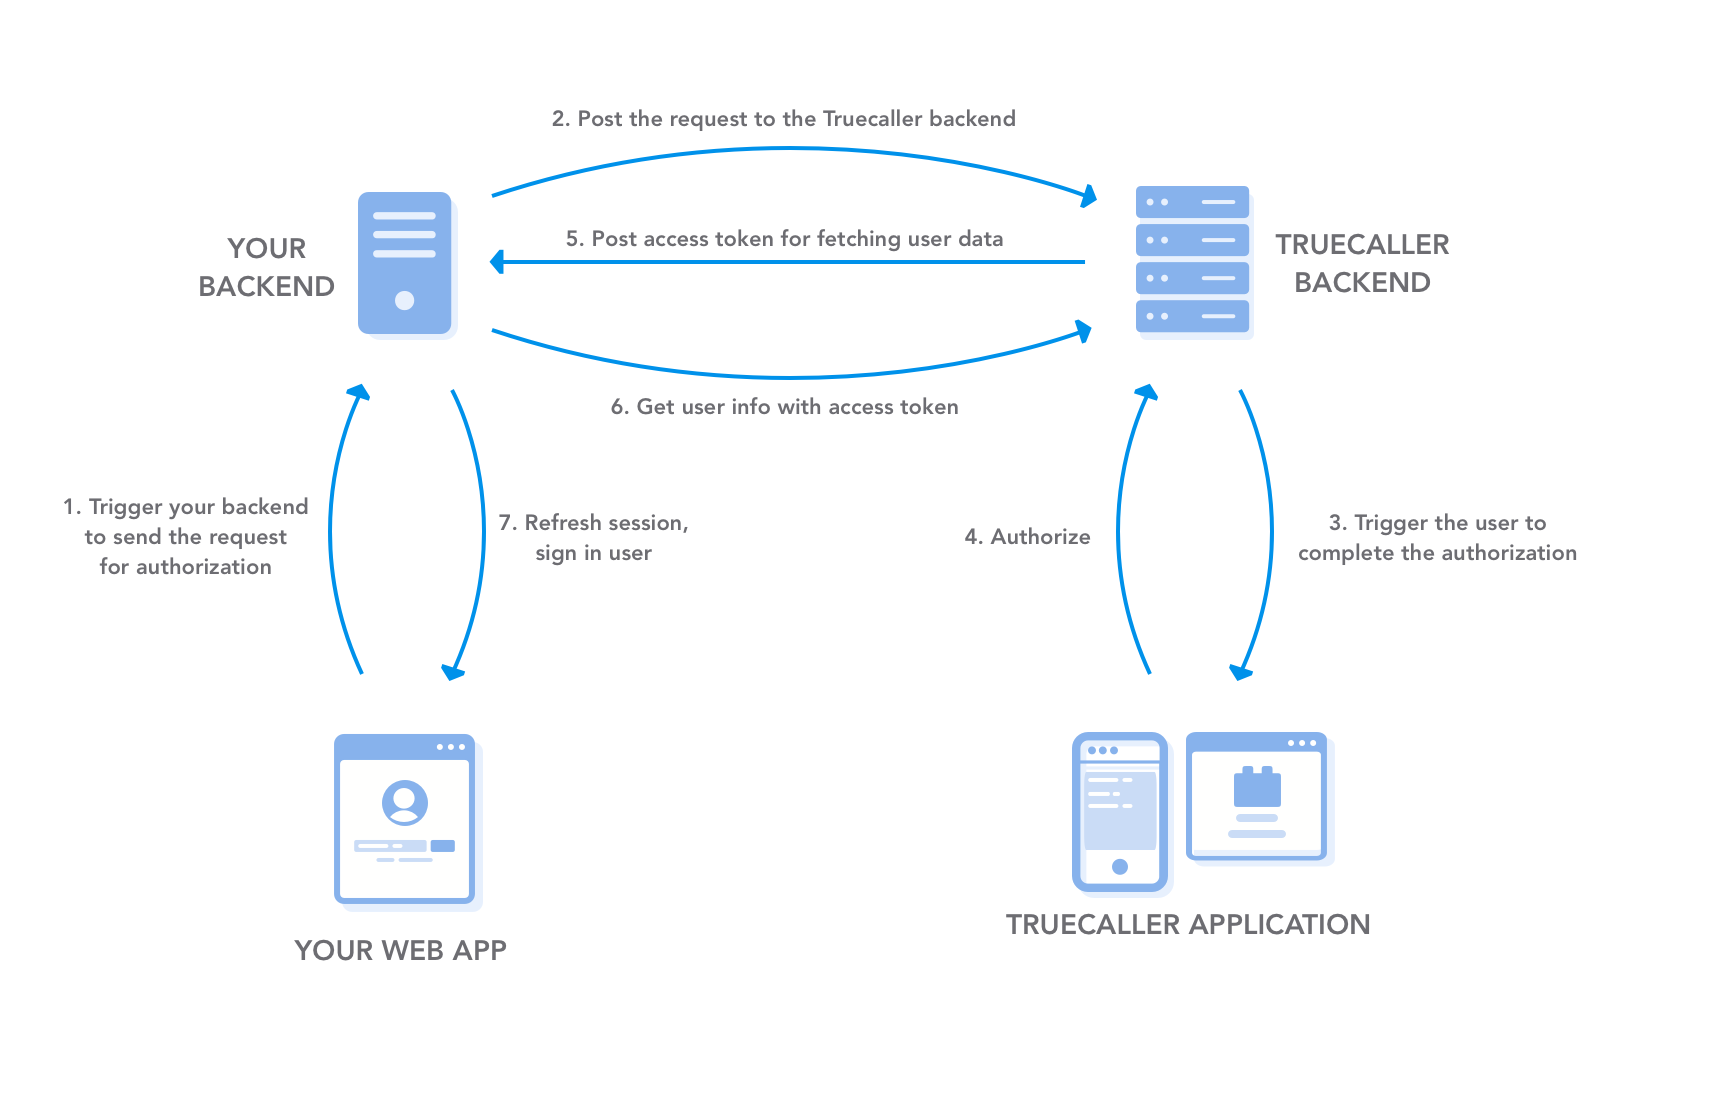 2. Post the request to the Truecaller backend
YOUR
BACKEND
5. Post access token for fetching user data
TRUECALLER
BACKEND
6. Get user info with access token
1. Trigger your backend
to send the request
for authorization
7. Refresh session,
sign in user
4. Authorize
3. Trigger the user to
complete the authorization
YOUR WEB APP
TRUECALLER APPLICATION